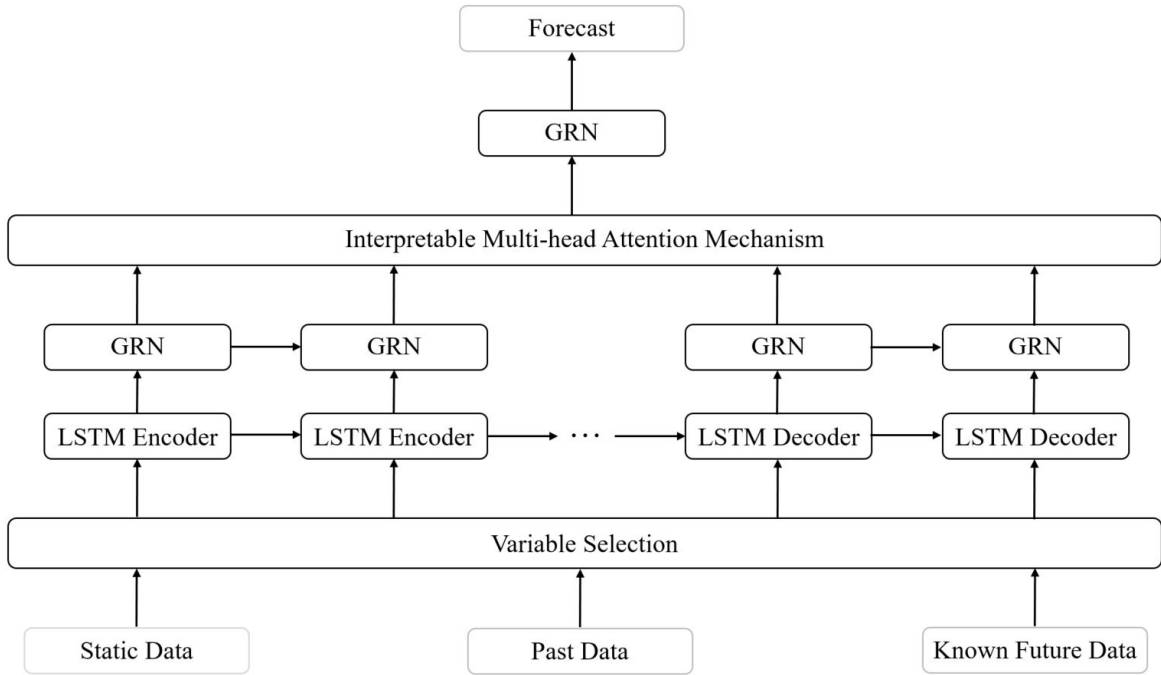 Forecast
GRN
Interpretable Multi-head Attention Mechanism
GRN GRN GRN GRN
LSTM Encoder LSTM Encoder ... LSTM Decoder LSTM Decoder
Variable Selection
Static Data Past Data Known Future Data